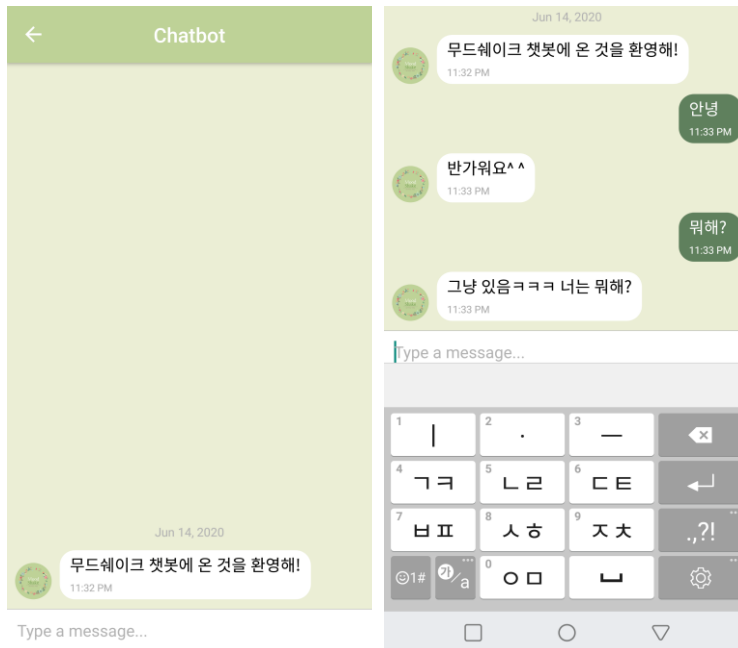 Chatbot
Jun 14, 2020
무드쉐이크 챗봇에 온 것을 환영해!
11:32 PM
Type a message...
Jun 14, 2020
무드쉐이크 챗봇에 온 것을 환영해!
11:32 PM
안녕
11:33 PM
반가워요^^
11:33 PM
뭐해?
11:33 PM
그냥 있음ㅋㅋㅋ 너는 뭐해?
11:33 PM
Type a message...
1 ㅣ 2 · 3 ㅡ
4 ㄱㅋ 5 ㄴㄹ 6 ㄷㅌ
7 ㅂㅍ 8 ㅅㅎ 9 ㅈㅊ .,?!
1# 가/a 0 ㅇㅁ